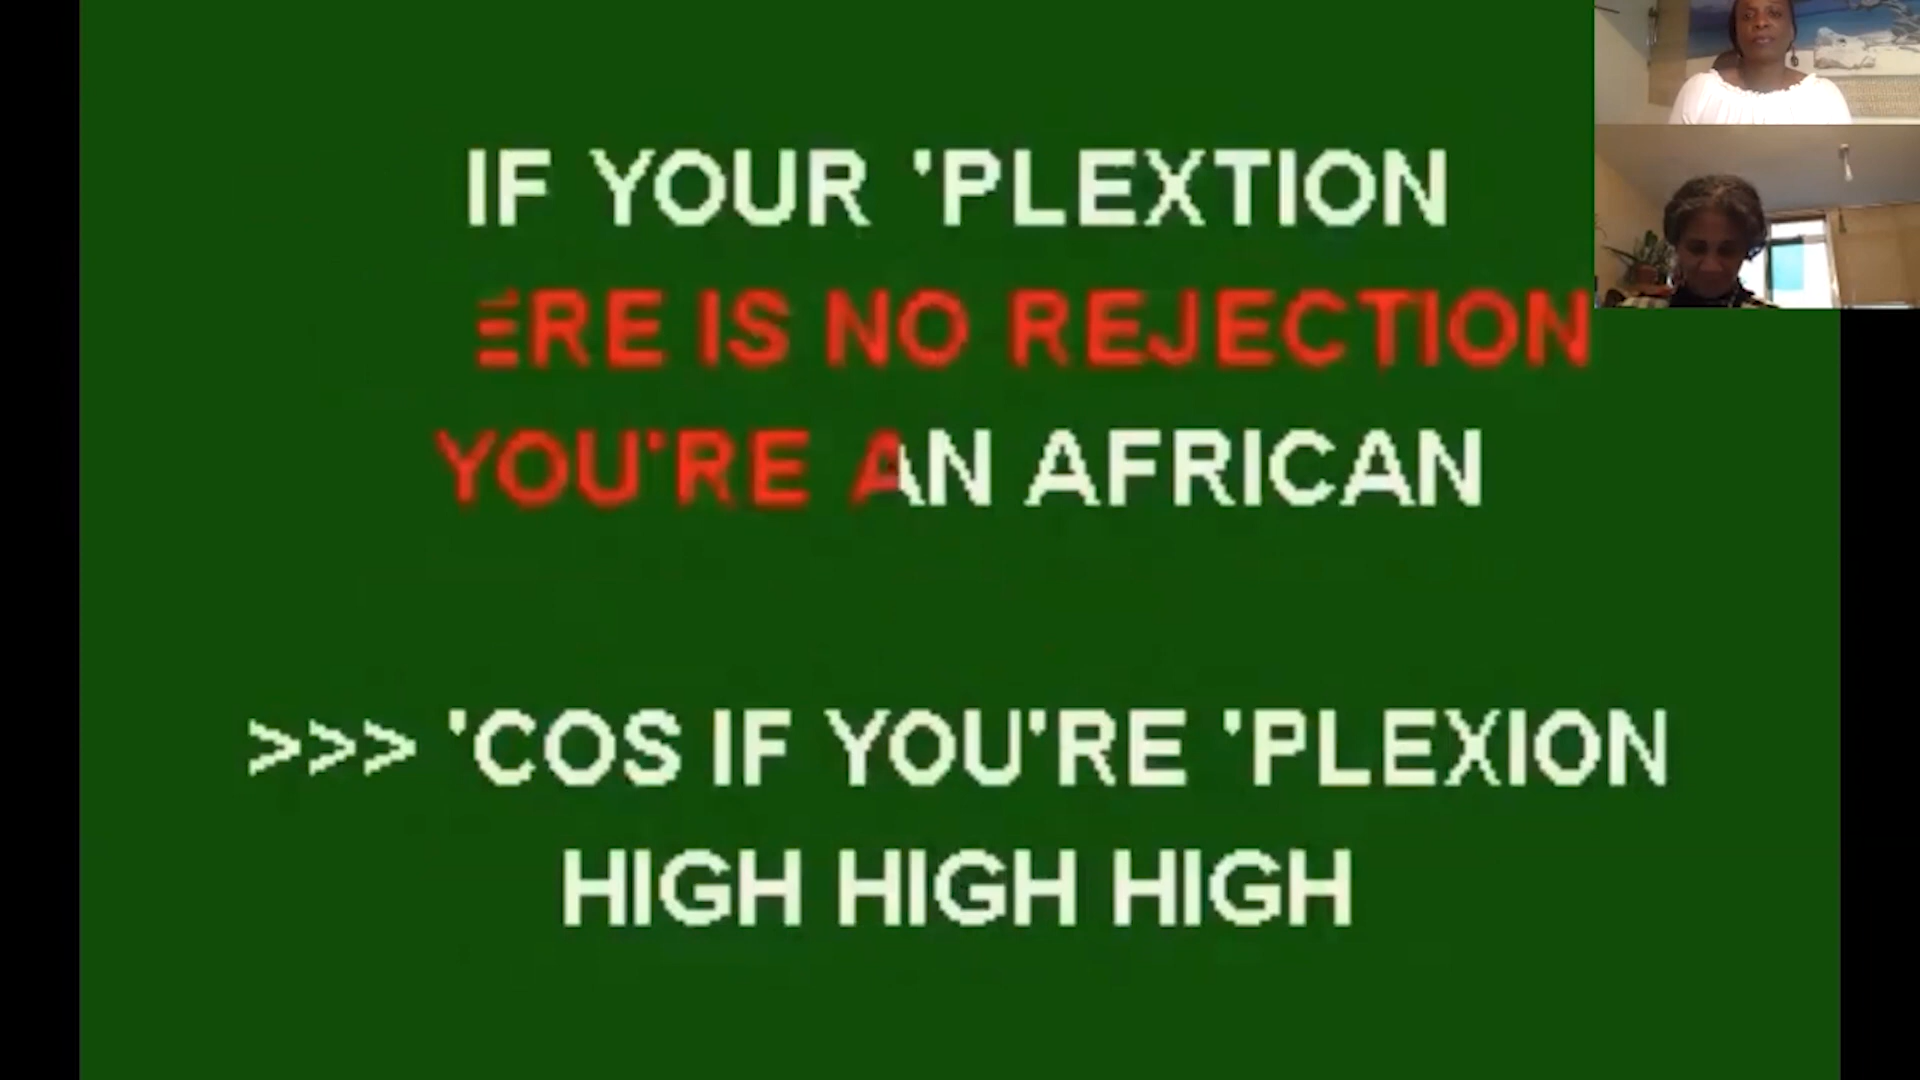 IF YOUR 'PLEXTION
ERE IS NO REJECTION
YOU'RE AN AFRICAN
>>> 'COS IF YOU'RE 'PLEXION
HIGH HIGH HIGH